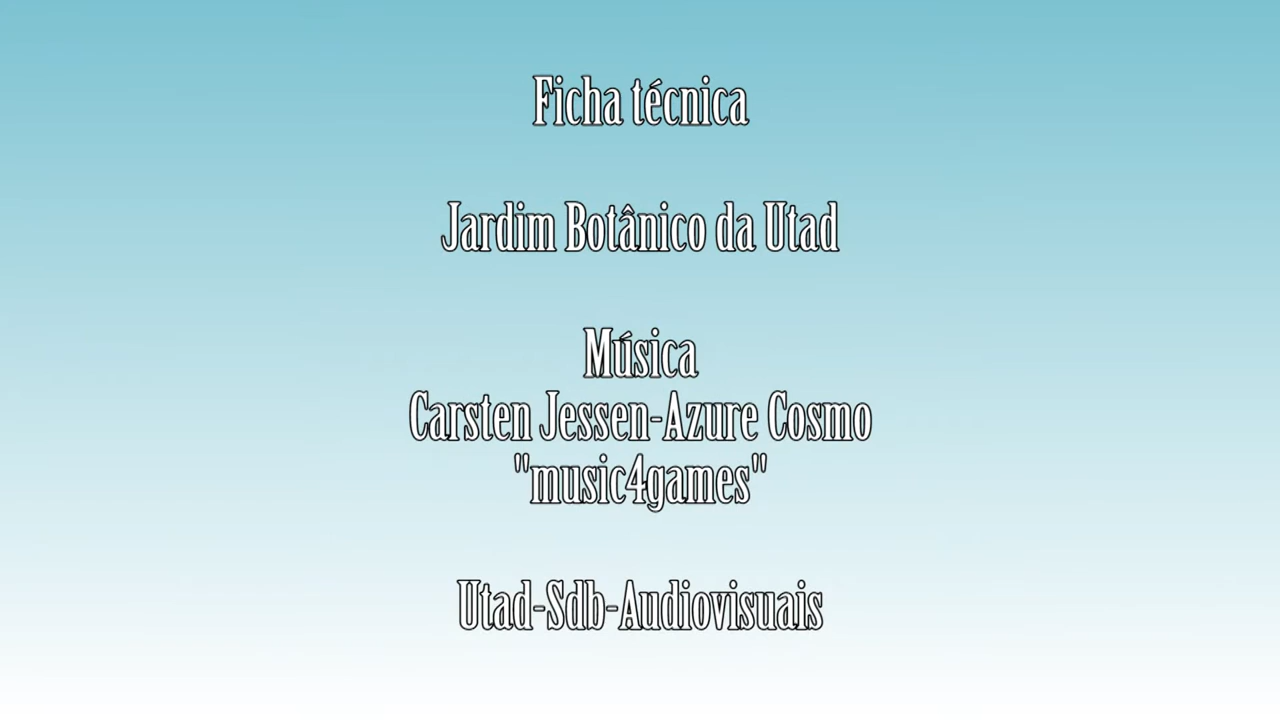 Ficha técnica
Jardim Botânico da Utad
Música
Carsten Jessen-Azure Cosmo
"music4games"
Utad-Sdb-Audiovisuais